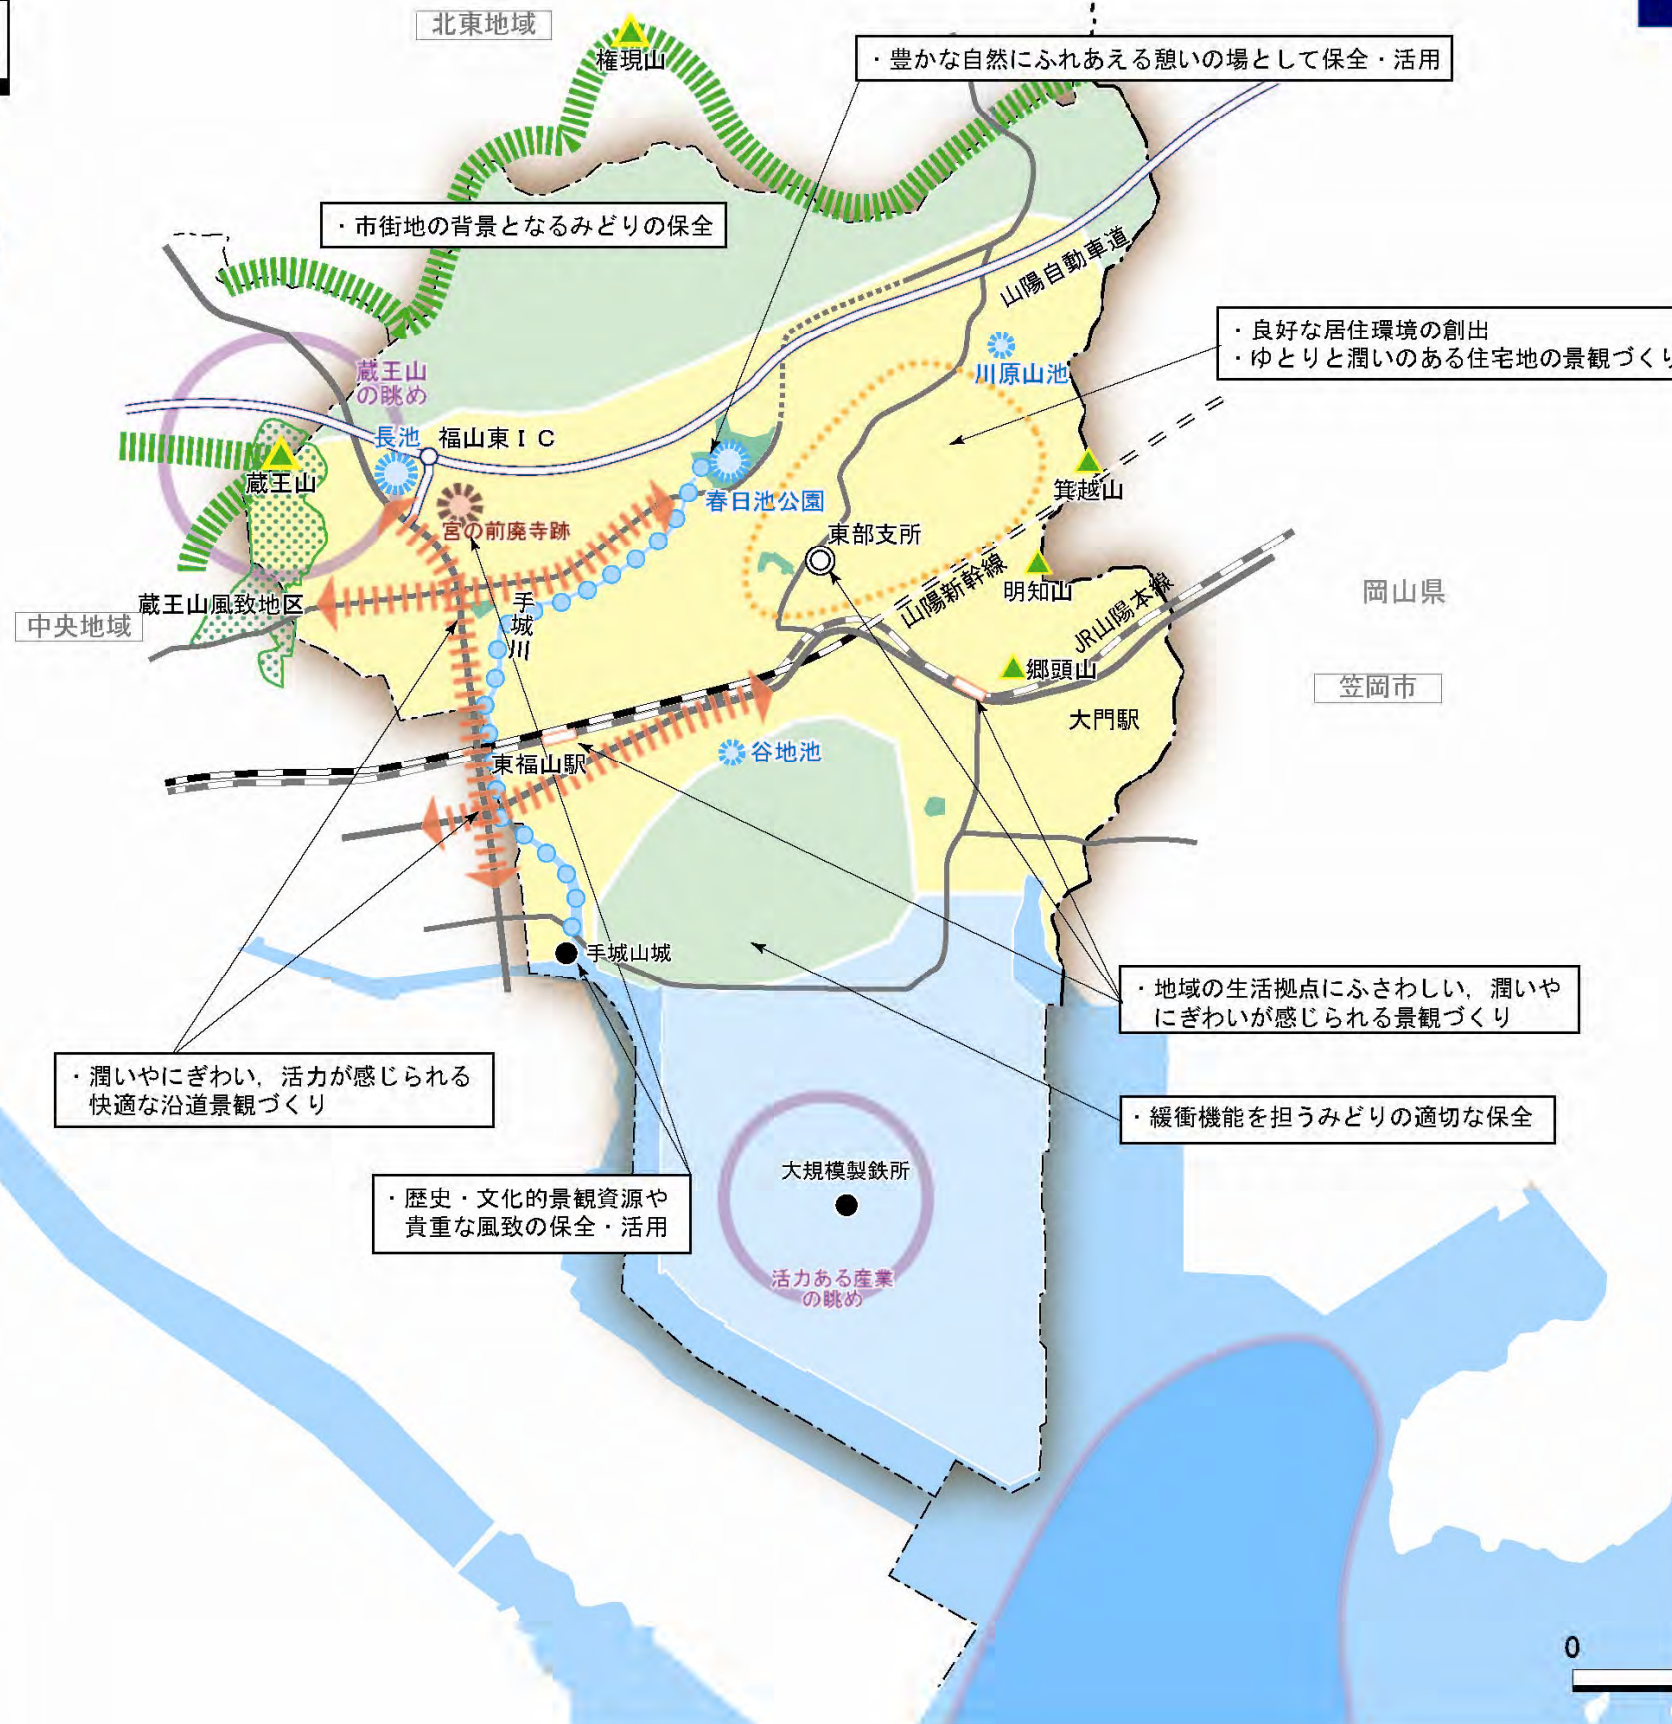 北東地域
権現山
・豊かな自然にふれあえる憩いの場として保全・活用
・市街地の背景となるみどりの保全
山陽自動車道
・良好な居住環境の創出
・ゆとりと潤いのある住宅地の景観づくり
川原山池
蔵王山
の眺め
長池
福山東ＩＣ
蔵王山
春日池公園
箕越山
宮の前廃寺跡
東部支所
山陽新幹線
明知山
JR山陽本線
岡山県
蔵王山風致地区
中央地域
手城川
郷頭山
笠岡市
大門駅
東福山駅
谷地池
手城山城
・地域の生活拠点にふさわしい，潤いや
にぎわいが感じられる景観づくり
・潤いやにぎわい，活力が感じられる
快適な沿道景観づくり
・緩衝機能を担うみどりの適切な保全
大規模製鉄所
・歴史・文化的景観資源や
貴重な風致の保全・活用
活力ある産業
の眺め
0